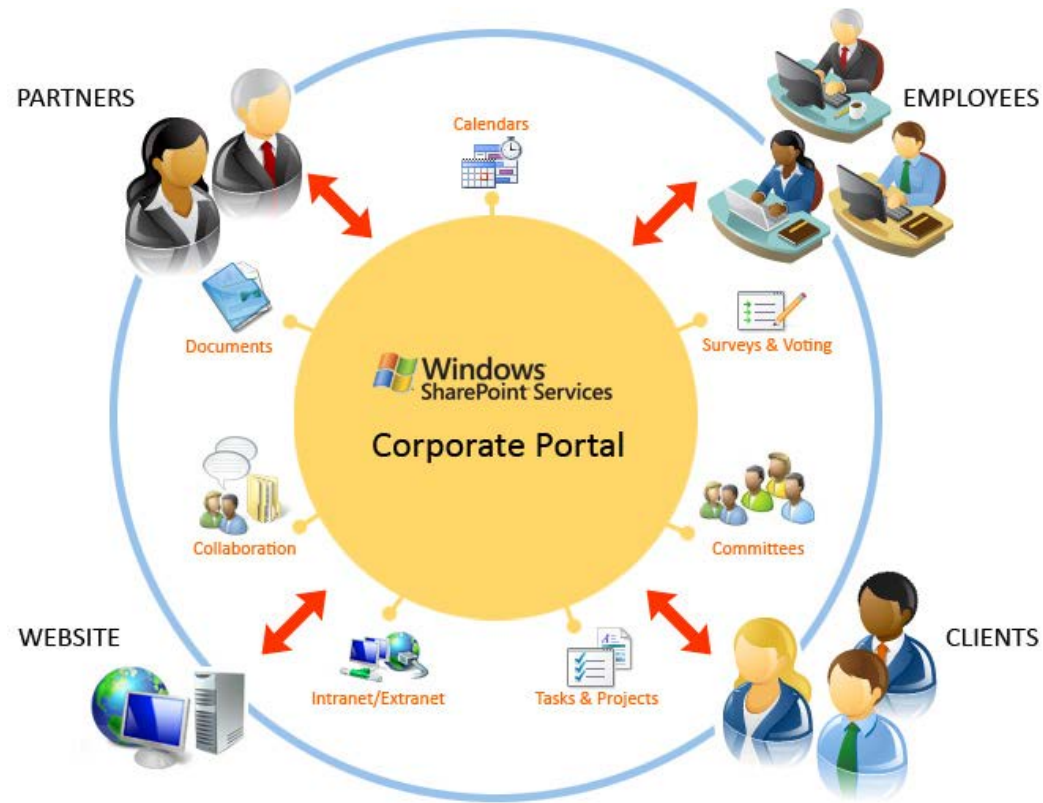 PARTNERS
EMPLOYEES
Calendars
Documents
Surveys & Voting
Windows
SharePoint Services
Corporate Portal
Collaboration
Committees
WEBSITE
CLIENTS
Intranet/Extranet
Tasks & Projects